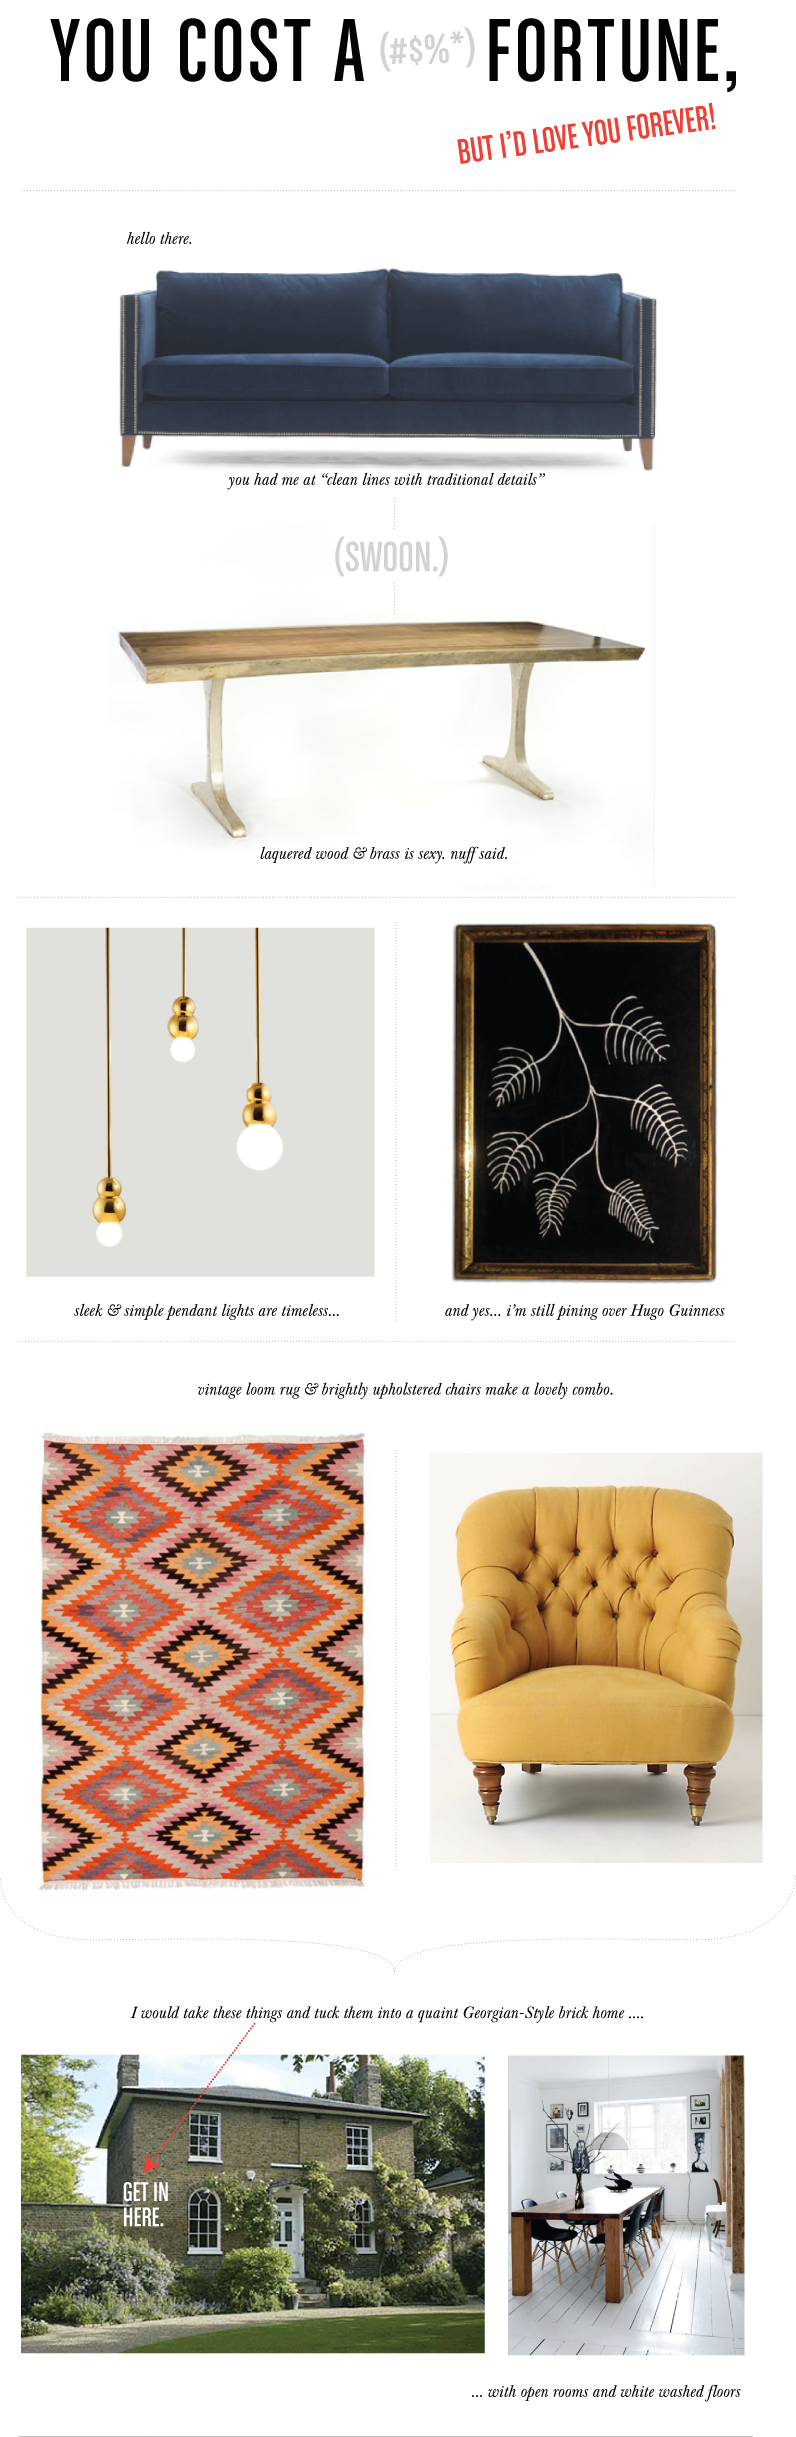 YOU COST A (#$%*) FORTUNE,
BUT I'D LOVE YOU FOREVER!
hello there.
you had me at “clean lines with traditional details”
(SWOON.)
laquered wood & brass is sexy. nuff said.
sleek & simple pendant lights are timeless...
and yes... i'm still pining over Hugo Guinness
vintage loom rug & brightly upholstered chairs make a lovely combo.
I would take these things and tuck them into a quaint Georgian-Style brick home ....
GET IN
HERE.
... with open rooms and white washed floors